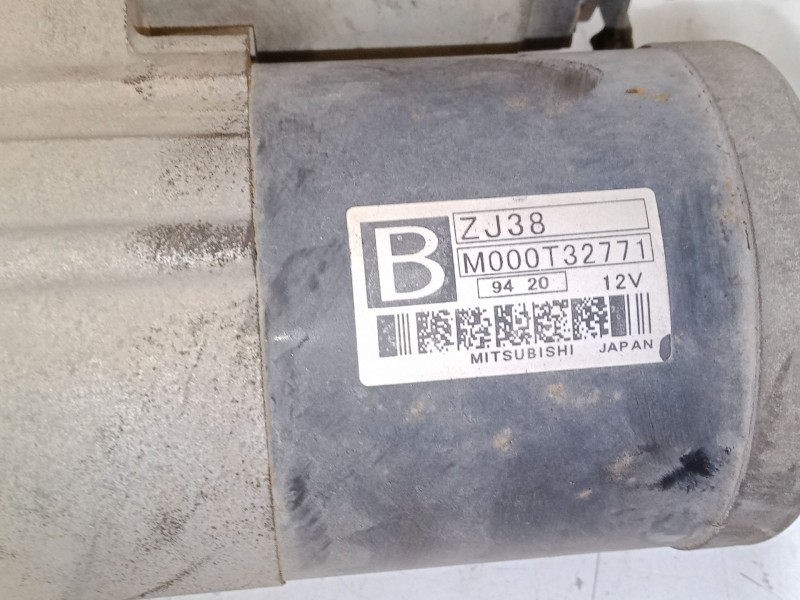 B
ZJ38
M000T32771
94 20 12V
MITSUBISHI JAPAN